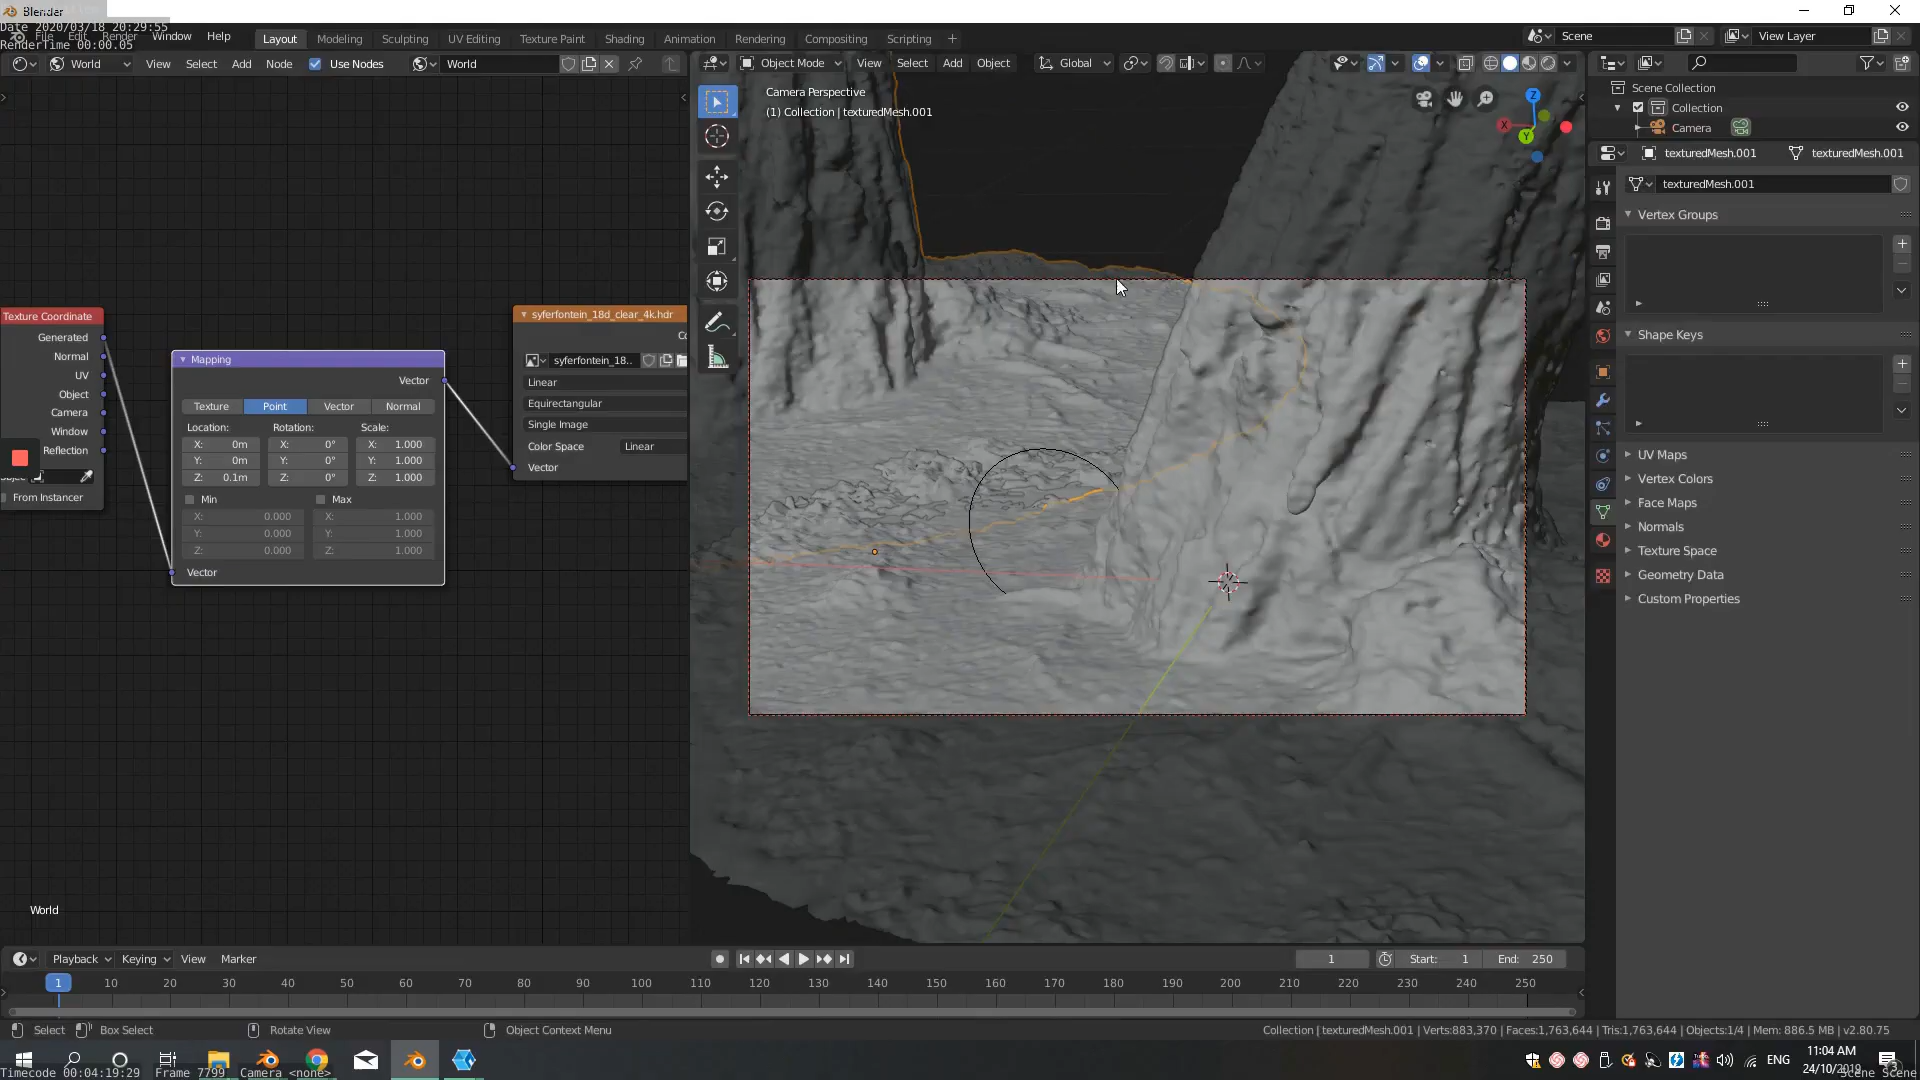 Blender
Date 2020/03/18 20:29:55
File Edit Render Window Help Layout Modeling Sculpting UV Editing Texture Paint Shading Animation Rendering Compositing Scripting + Scene View Layer
RenderTime 00:00.05
World View Select Add Node Use Nodes World Object Mode View Select Add Object Global
Camera Perspective
(1) Collection | texturedMesh.001
Z
X
Y
Scene Collection
Collection
Camera
texturedMesh.001 texturedMesh.001
texturedMesh.001
Vertex Groups
Shape Keys
UV Maps
Vertex Colors
Face Maps
Normals
Texture Space
Geometry Data
Custom Properties
Texture Coordinate
Generated
Normal
UV
Object
Camera
Window
Reflection
From Instancer
Mapping
Vector
Texture Point Vector Normal
Location: Rotation: Scale:
X: 0m X: 0° X: 1.000
Y: 0m Y: 0° Y: 1.000
Z: 0.1m Z: 0° Z: 1.000
Min Max
X: 0.000 X: 1.000
Y: 0.000 Y: 1.000
Z: 0.000 Z: 1.000
Vector
syferfontein_18d_clear_4k.hdr
Co
syferfontein_18..
Linear
Equirectangular
Single Image
Color Space Linear
Vector
World
Playback Keying View Marker 1 Start: 1 End: 250
1 10 20 30 40 50 60 70 80 90 100 110 120 130 140 150 160 170 180 190 200 210 220 230 240 250
Select Box Select Rotate View Object Context Menu Collection | texturedMesh.001 | Verts:883,370 | Faces:1,763,644 | Tris:1,763,644 | Objects:1/4 | Mem: 886.5 MB | v2.80.75
ENG 11:04 AM
24/10/2019
Timecode 00:04:19:29 Frame 7799 Camera <none> Scene Scene